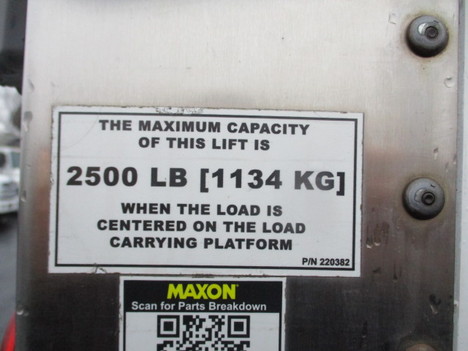 THE MAXIMUM CAPACITY
OF THIS LIFT IS
2500 LB [1134 KG]
WHEN THE LOAD IS
CENTERED ON THE LOAD
CARRYING PLATFORM
P/N 220382
MAXON
Scan for Parts Breakdown